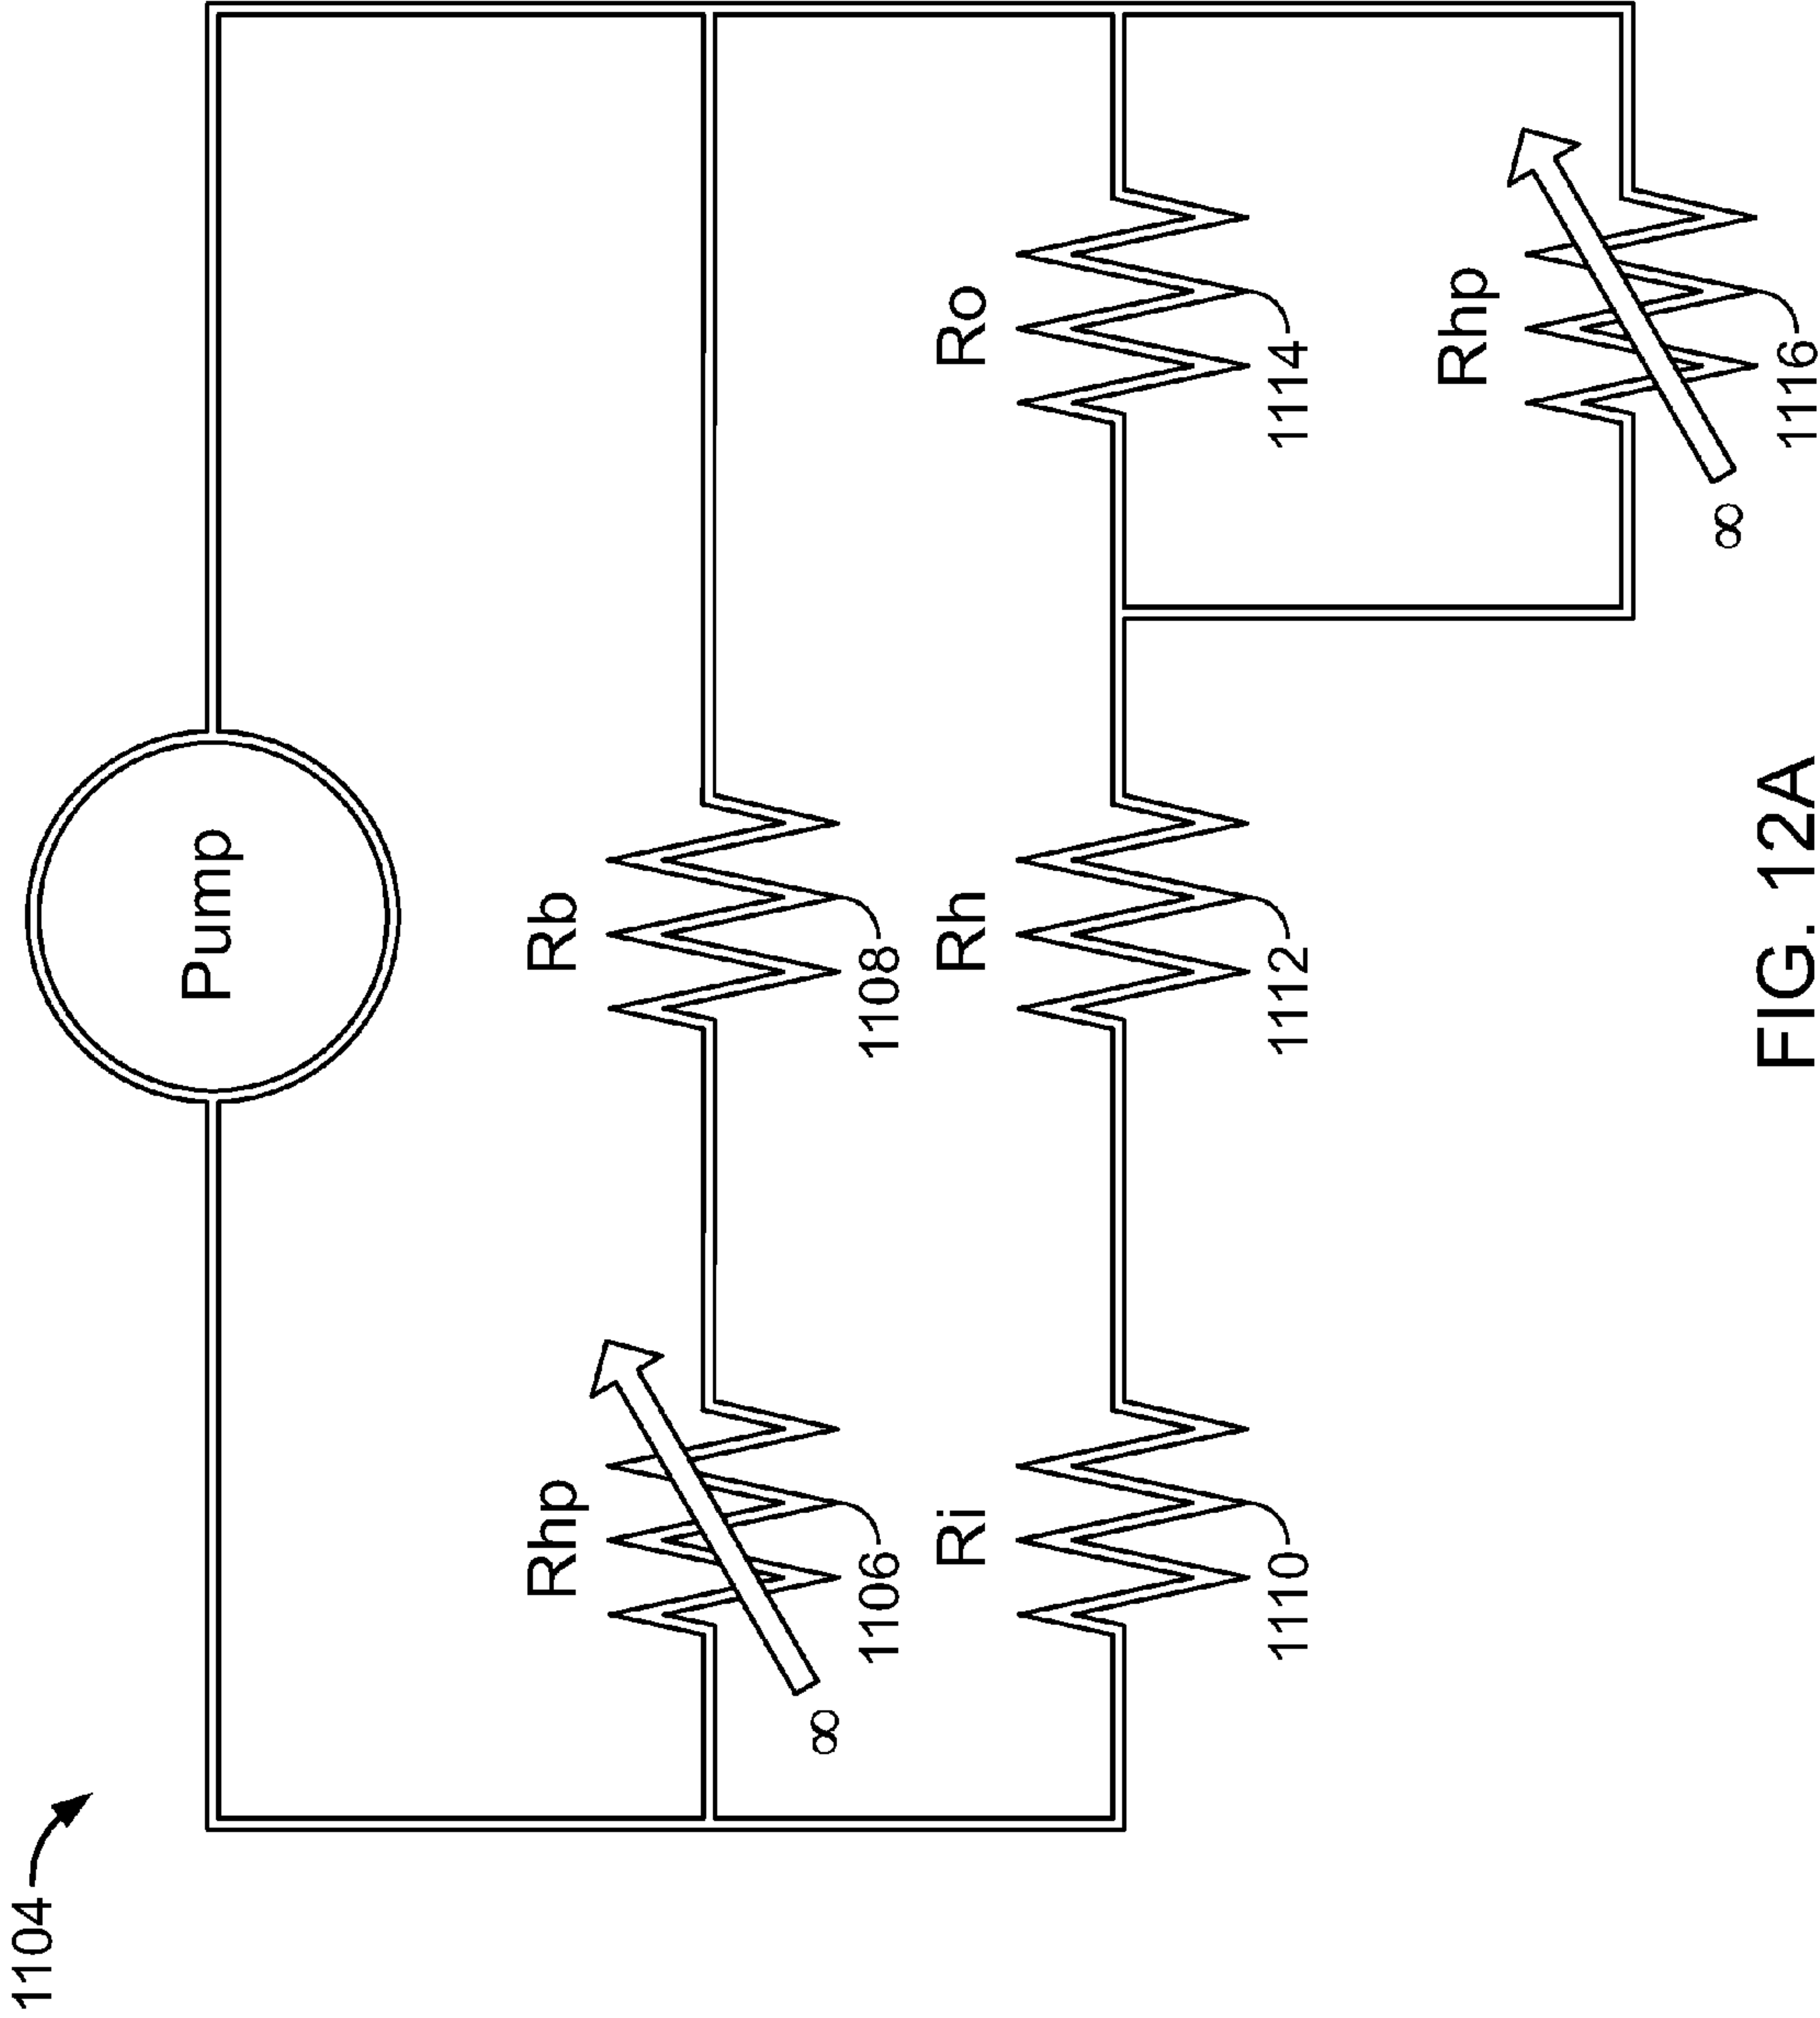 1104
Pump
Rhp
Rb
∞
1106
1108
Ri
Rh
Ro
1110
1112
1114
Rhp
∞
1116
FIG. 12A